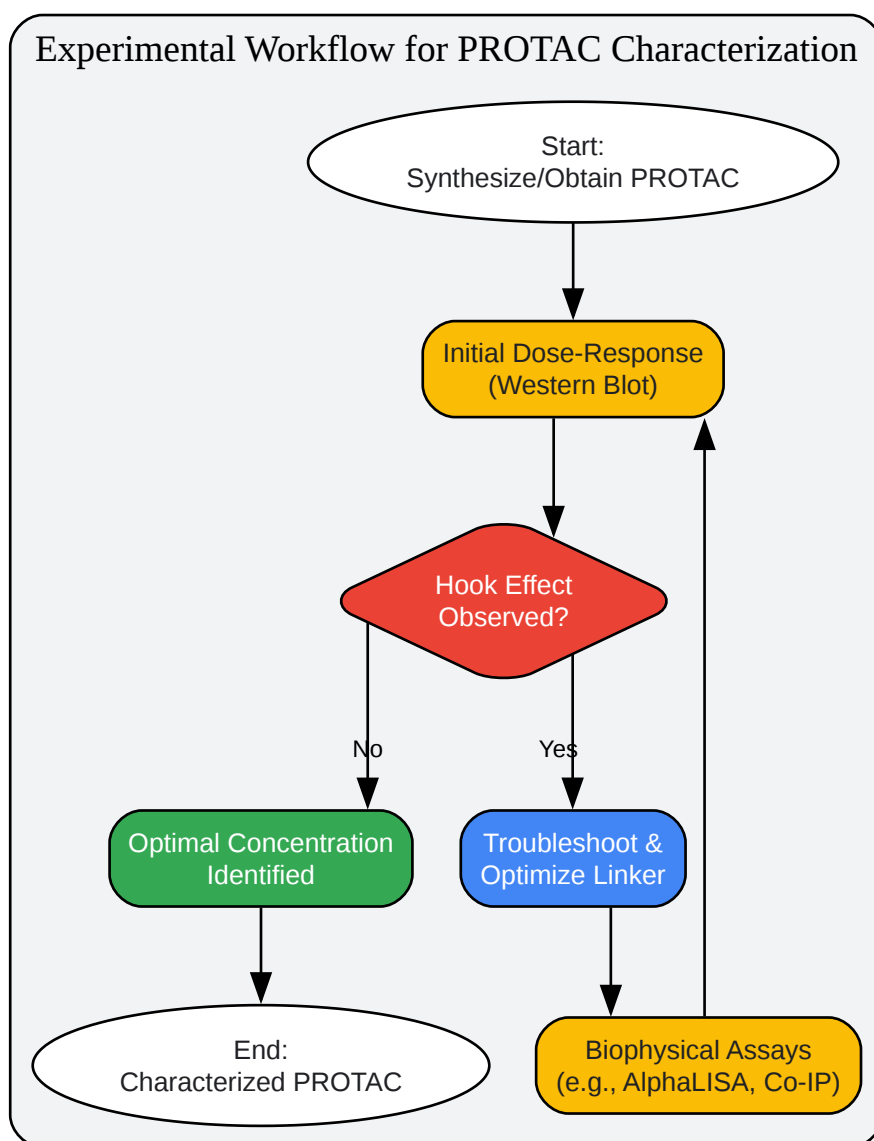 Experimental Workflow for PROTAC Characterization
Start:
Synthesize/Obtain PROTAC
Initial Dose-Response
(Western Blot)
Hook Effect
Observed?
No
Yes
Optimal Concentration
Identified
Troubleshoot &
Optimize Linker
End:
Characterized PROTAC
Biophysical Assays
(e.g., AlphaLISA, Co-IP)